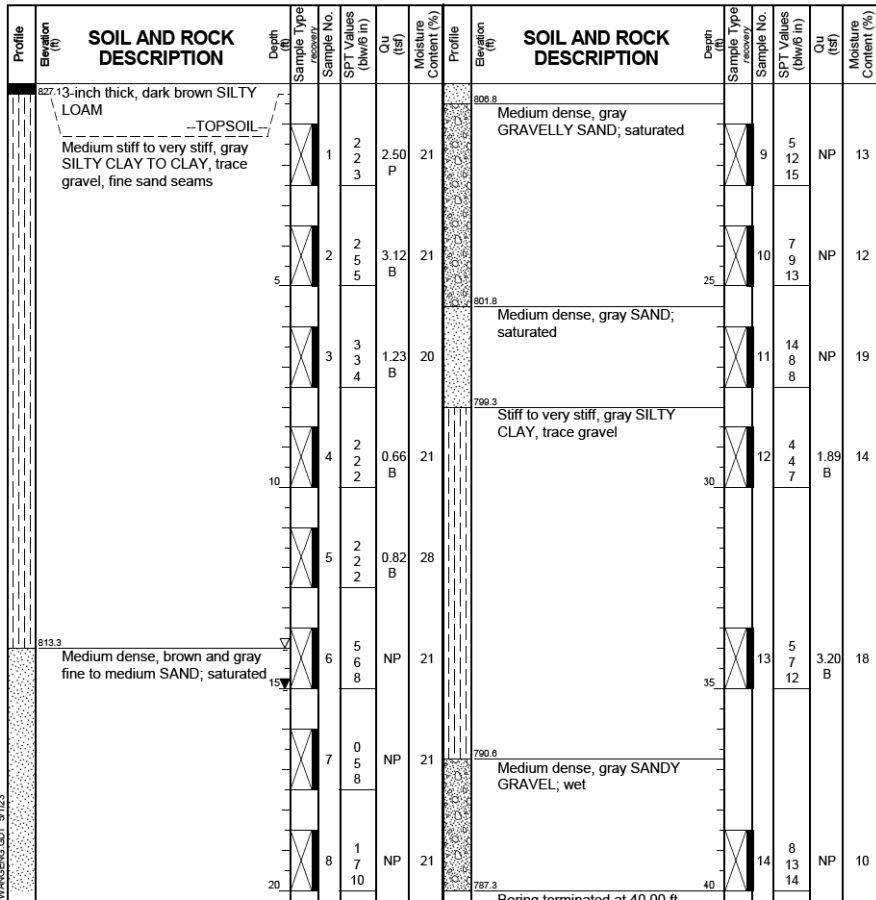 Profile
Elevation (ft)
SOIL AND ROCK DESCRIPTION
Depth (ft)
Sample Type recovery
Sample No.
SPT Values (blw/6 in)
Qu (tsf)
Moisture Content (%)
827.1 3-inch thick, dark brown SILTY
LOAM
--TOPSOIL--
Medium stiff to very stiff, gray
SILTY CLAY TO CLAY, trace
gravel, fine sand seams
1 2 2 3 2.50 P 21
2 2 5 5 3.12 B 21
5
3 3 3 4 1.23 B 20
4 2 2 2 0.66 B 21
10
5 2 2 2 0.82 B 28
813.3
Medium dense, brown and gray
fine to medium SAND; saturated
15
6 5 6 8 NP 21
7 0 5 8 NP 21
8 1 7 10 NP 21
20
Profile
Elevation (ft)
SOIL AND ROCK DESCRIPTION
Depth (ft)
Sample Type recovery
Sample No.
SPT Values (blw/6 in)
Qu (tsf)
Moisture Content (%)
806.8
Medium dense, gray
GRAVELLY SAND; saturated
9 5 12 15 NP 13
10 7 9 13 NP 12
25
801.8
Medium dense, gray SAND;
saturated
11 14 8 8 NP 19
799.3
Stiff to very stiff, gray SILTY
CLAY, trace gravel
12 4 4 7 1.89 B 14
30
13 5 7 12 3.20 B 18
35
790.6
Medium dense, gray SANDY
GRAVEL; wet
14 8 13 14 NP 10
40
787.3
Boring terminated at 40.00 ft